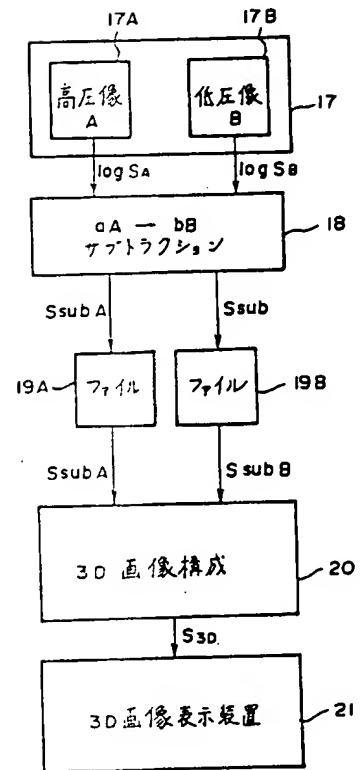 17A
17B
高圧像
A
低圧像
B
17
log SA
log SB
aA — bB
サブトラクション
18
Ssub A
Ssub
19A
ファイル
ファイル
19B
Ssub A
Ssub B
3D 画像構成
20
S3D
3D画像表示装置
21